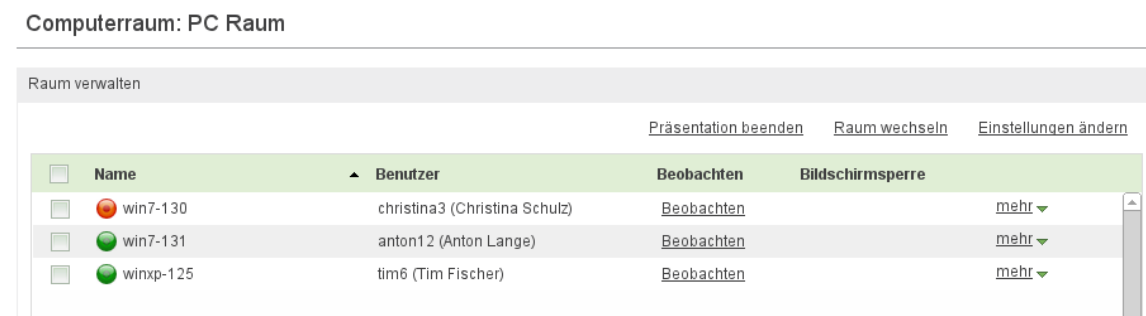 Computerraum: PC Raum
Raum verwalten
Präsentation beenden Raum wechseln Einstellungen ändern
Name Benutzer Beobachten Bildschirmsperre
win7-130 christina3 (Christina Schulz) Beobachten mehr
win7-131 anton12 (Anton Lange) Beobachten mehr
winxp-125 tim6 (Tim Fischer) Beobachten mehr